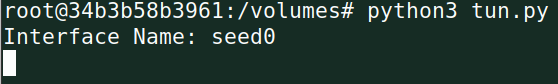 root@34b3b58b3961:/volumes# python3 tun.py
Interface Name: seed0